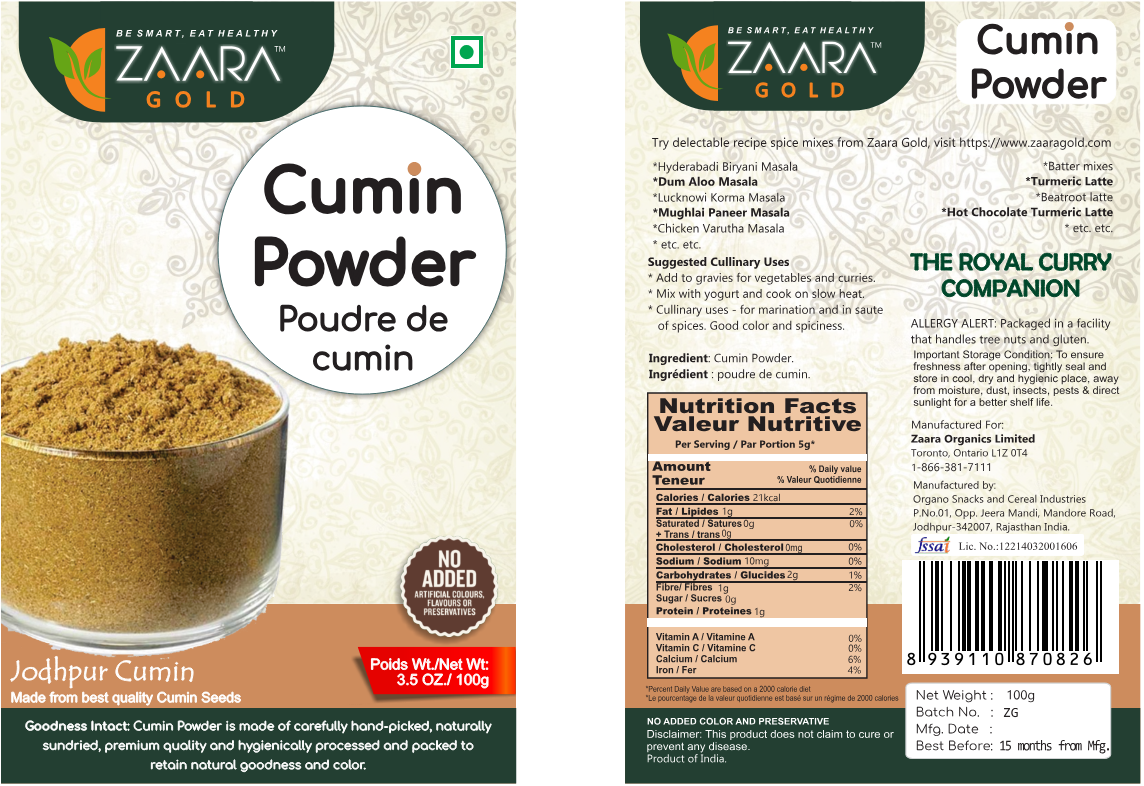 BE SMART, EAT HEALTHY
ZAARA™
GOLD
Cumin
Powder
Poudre de
cumin
NO
ADDED
ARTIFICIAL COLOURS,
FLAVOURS OR
PRESERVATIVES
Jodhpur Cumin
Made from best quality Cumin Seeds
Poids Wt./Net Wt:
3.5 OZ./ 100g
Goodness Intact: Cumin Powder is made of carefully hand-picked, naturally
sundried, premium quality and hygienically processed and packed to
retain natural goodness and color.
BE SMART, EAT HEALTHY
ZAARA™
GOLD
Cumin
Powder
Try delectable recipe spice mixes from Zaara Gold, visit https://www.zaaragold.com
*Hyderabadi Biryani Masala
*Dum Aloo Masala
*Lucknowi Korma Masala
*Mughlai Paneer Masala
*Chicken Varutha Masala
* etc. etc.
*Batter mixes
*Turmeric Latte
*Beatroot latte
*Hot Chocolate Turmeric Latte
* etc. etc.
Suggested Cullinary Uses
* Add to gravies for vegetables and curries.
* Mix with yogurt and cook on slow heat.
* Cullinary uses - for marination and in saute
of spices. Good color and spiciness.
THE ROYAL CURRY
COMPANION
Ingredient: Cumin Powder.
Ingrédient : poudre de cumin.
ALLERGY ALERT: Packaged in a facility
that handles tree nuts and gluten.
Important Storage Condition: To ensure
freshness after opening, tightly seal and
store in cool, dry and hygienic place, away
from moisture, dust, insects, pests & direct
sunlight for a better shelf life.
Manufactured For:
Zaara Organics Limited
Toronto, Ontario L1Z 0T4
1-866-381-7111
Manufactured by:
Organo Snacks and Cereal Industries
P.No.01, Opp. Jeera Mandi, Mandore Road,
Jodhpur-342007, Rajasthan India.
fssai Lic. No.:12214032001606
Nutrition Facts
Valeur Nutritive
Per Serving / Par Portion 5g*
Amount % Daily value
Teneur % Valeur Quotidienne
Calories / Calories 21kcal
Fat / Lipides 1g 2%
Saturated / Satures 0g 0%
+ Trans / trans 0g
Cholesterol / Cholesterol 0mg 0%
Sodium / Sodium 10mg 0%
Carbohydrates / Glucides 2g 1%
Fibre/ Fibres 1g 2%
Sugar / Sucres 0g
Protein / Proteines 1g
Vitamin A / Vitamine A 0%
Vitamin C / Vitamine C 0%
Calcium / Calcium 6%
Iron / Fer 4%
*Percent Daily Value are based on a 2000 calorie diet
*Le pourcentage de la valeur quotidienne est basé sur un régime de 2000 calories
8 939110 870826
NO ADDED COLOR AND PRESERVATIVE
Disclaimer: This product does not claim to cure or
prevent any disease.
Product of India.
Net Weight : 100g
Batch No. : ZG
Mfg. Date :
Best Before: 15 months from Mfg.